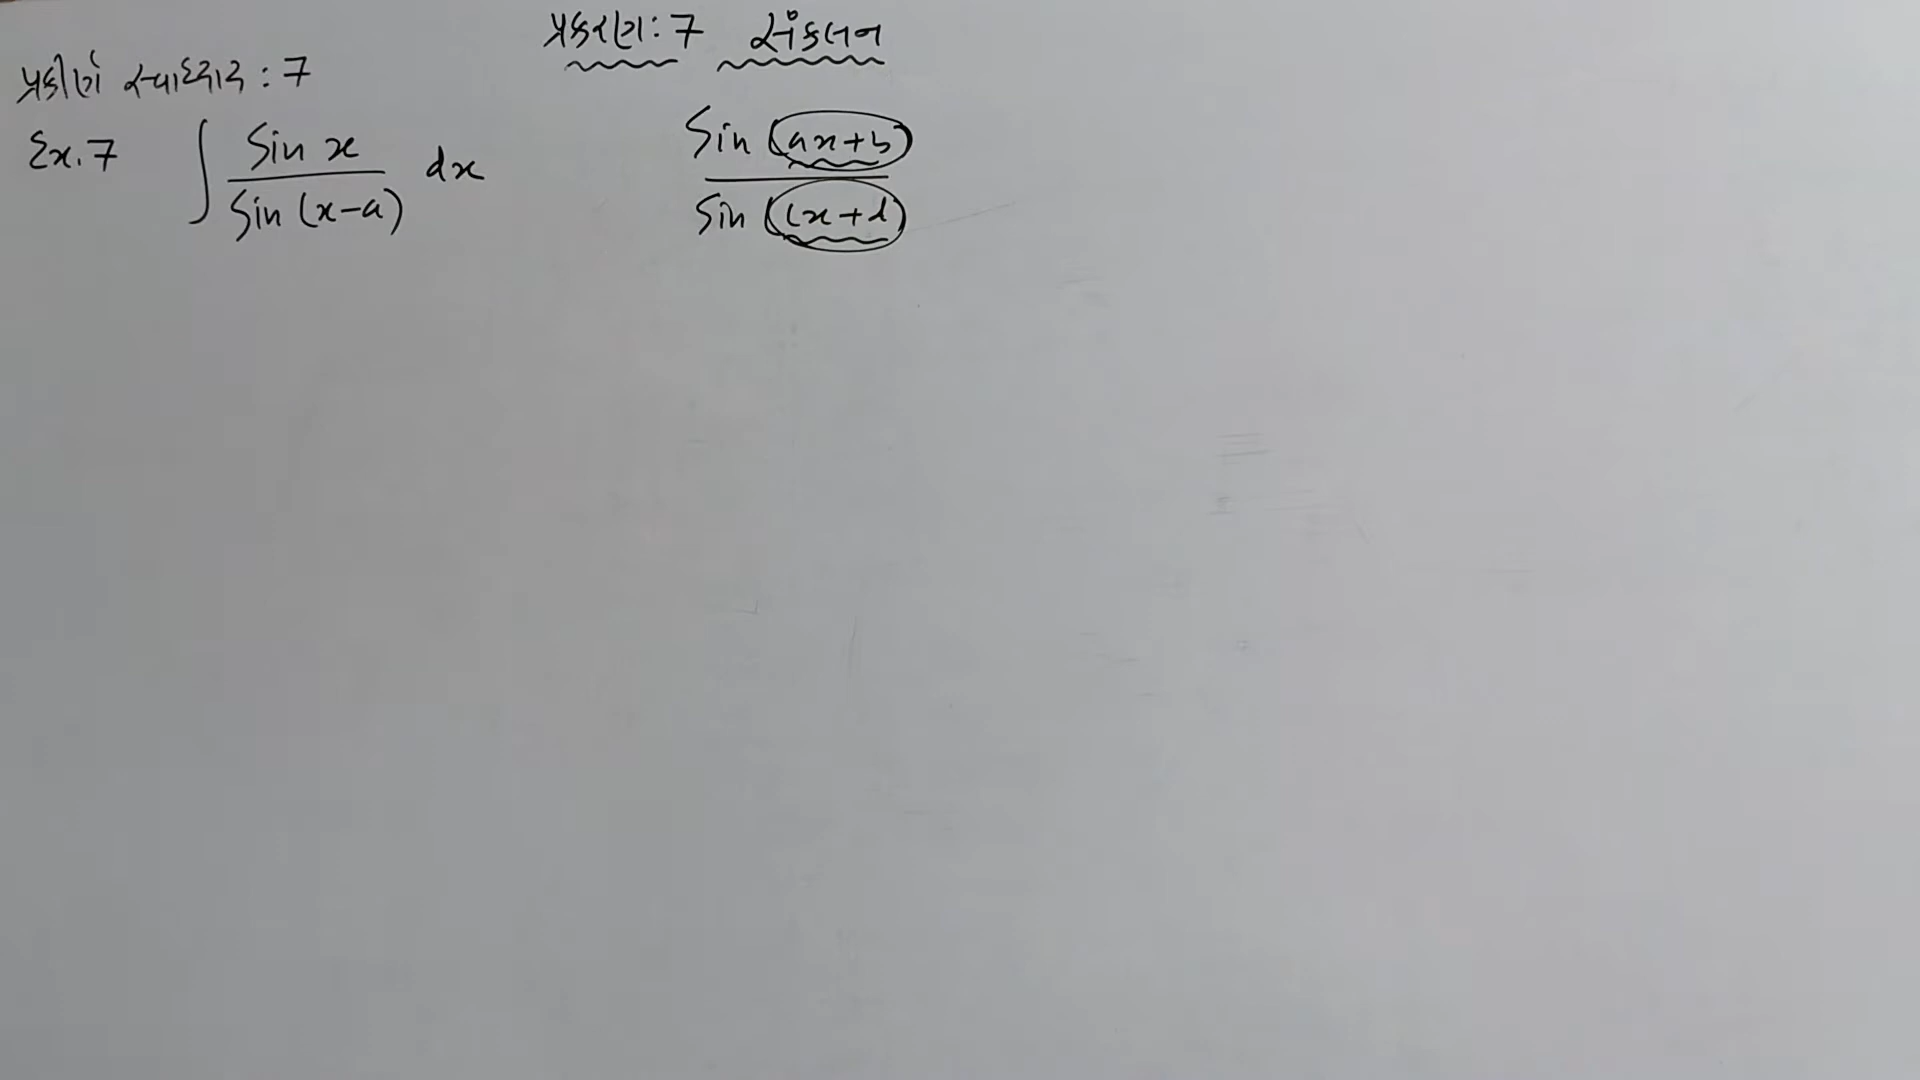 પ્રકરણ : 7 સંકલન
પ્રકીર્ણ સ્વાધ્યાય : 7
Ex. 7 ∫ Sin x / Sin (x-a) dx
Sin (ax+b) / Sin (cx+d)